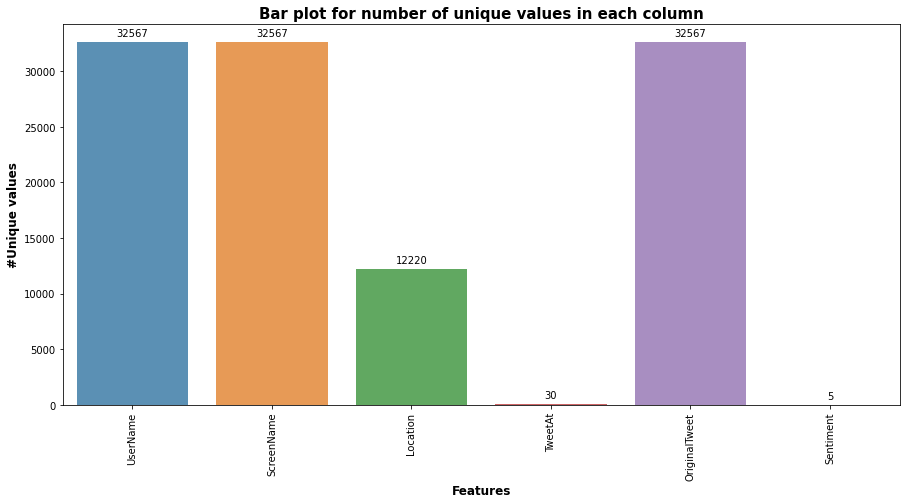 Bar plot for number of unique values in each column
32567
32567
32567
30000
25000
20000
15000
12220
10000
5000
30
5
0
#Unique values
UserName
ScreenName
Location
TweetAt
OriginalTweet
Sentiment
Features